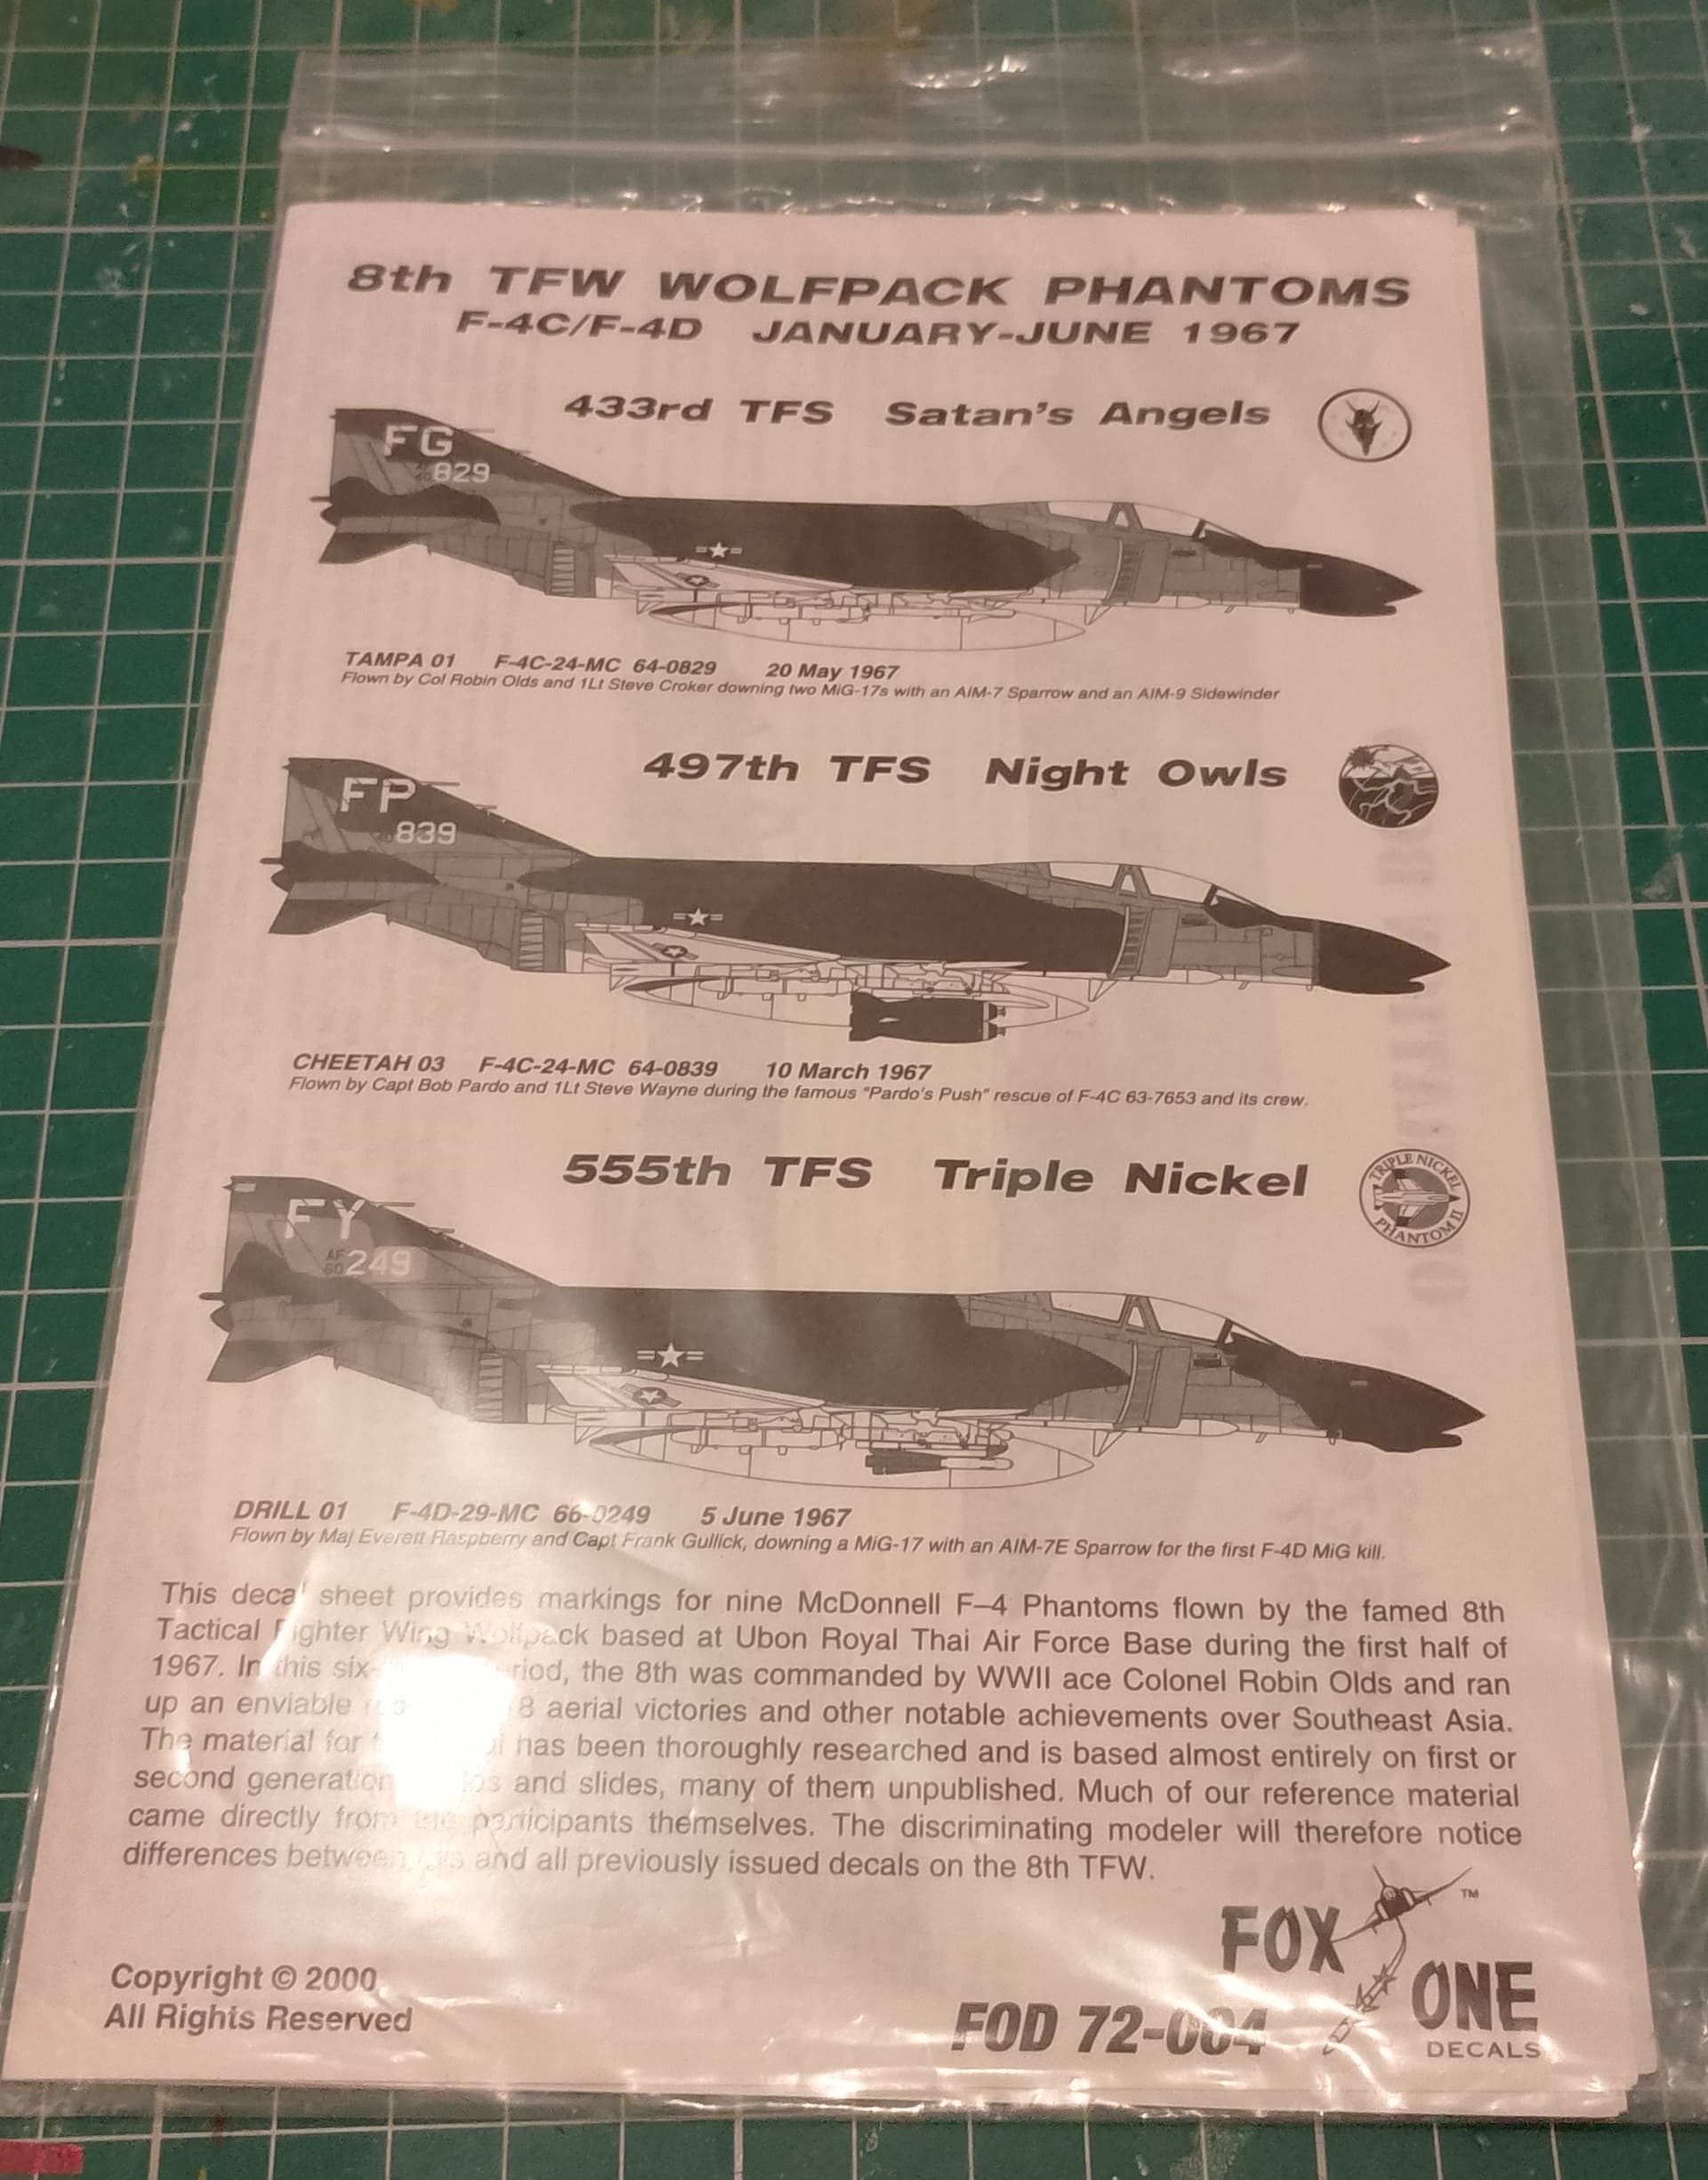 8th TFW WOLFPACK PHANTOMS
F-4C/F-4D JANUARY-JUNE 1967
433rd TFS Satan's Angels
FG
829
TAMPA 01 F-4C-24-MC 64-0829 20 May 1967
Flown by Col Robin Olds and 1Lt Steve Croker downing two MiG-17s with an AIM-7 Sparrow and an AIM-9 Sidewinder
497th TFS Night Owls
FP
839
CHEETAH 03 F-4C-24-MC 64-0839 10 March 1967
Flown by Capt Bob Pardo and 1Lt Steve Wayne during the famous "Pardo's Push" rescue of F-4C 63-7653 and its crew.
555th TFS Triple Nickel
TRIPLE NICKEL
PHANTOM II
FY
AF
249
DRILL 01 F-4D-29-MC 66-0249 5 June 1967
Flown by Maj Everett Raspberry and Capt Frank Gullick, downing a MiG-17 with an AIM-7E Sparrow for the first F-4D MiG kill.
This decal sheet provides markings for nine McDonnell F-4 Phantoms flown by the famed 8th
Tactical Fighter Wing Wolfpack based at Ubon Royal Thai Air Force Base during the first half of
1967. In this the 8th was commanded by WWII ace Colonel Robin Olds and ran
up an enviable aerial victories and other notable achievements over Southeast Asia.
The material for has been thoroughly researched and is based almost entirely on first or
second generation and slides, many of them unpublished. Much of our reference material
came directly from the participants themselves. The discriminating modeler will therefore notice
differences between and all previously issued decals on the 8th TFW.
FOX
ONE
DECALS
TM
Copyright © 2000
All Rights Reserved
FOD 72-004